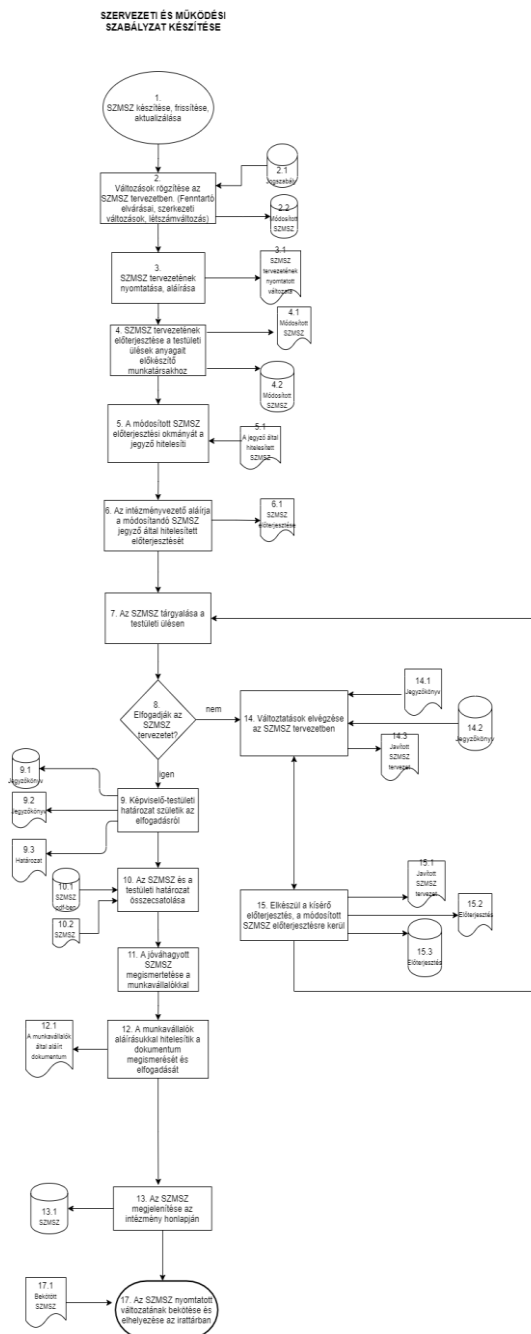 SZERVEZETI ÉS MŰKÖDÉSI
SZABÁLYZAT KÉSZÍTÉSE
1.
SZMSZ készítése, frissítése,
aktualizálása
2.
Változások rögzítése az
SZMSZ tervezetben. (Fenntartó
elvárásai, szerkezeti
változások, létszámváltozás)
2.1
Jogszabály
2.2
Módosított
SZMSZ
3.
SZMSZ tervezetének
nyomtatása, aláírása
3.1
SZMSZ
tervezetének
nyomtatott
változata
4. SZMSZ tervezetének
előterjesztése a testületi
ülések anyagait
előkészítő
munkatársakhoz
4.1
Módosított
SZMSZ
4.2
Módosított
SZMSZ
5. A módosított SZMSZ
előterjesztési okmányát a
jegyző hitelesíti
5.1
A jegyző által
hitelesített
SZMSZ
6. Az intézményvezető aláírja
a módosítandó SZMSZ
jegyző által hitelesített
előterjesztését
6.1
SZMSZ
előterjesztése
7. Az SZMSZ tárgyalása a
testületi ülésen
8.
Elfogadják az
SZMSZ
tervezetet?
nem
igen
14. Változtatások elvégzése
az SZMSZ tervezetben
14.1
Jegyzőkönyv
14.2
Jegyzőkönyv
14.3
Javított
SZMSZ
tervezet
9.1
Jegyzőkönyv
9.2
Jegyzőkönyv
9.3
Határozat
9. Képviselő-testületi
határozat születik az
elfogadásról
10.1
SZMSZ
pdf-ben
10.2
SZMSZ
10. Az SZMSZ és a
testületi határozat
összecsatolása
15. Elkészül a kísérő
előterjesztés, a módosított
SZMSZ előterjesztésre kerül
15.1
Javított
SZMSZ
tervezet
15.2
Előterjesztés
15.3
Előterjesztés
11. A jóváhagyott
SZMSZ
megismertetése a
munkavállalókkal
12.1
A munkavállalók
által aláírt
dokumentum
12. A munkavállalók
aláírásukkal hitelesítik a
dokumentum
megismerését és
elfogadását
13.1
SZMSZ
13. Az SZMSZ
megjelenítése az
intézmény honlapján
17.1
Bekötött
SZMSZ
17. Az SZMSZ nyomtatott
változatának bekötése és
elhelyezése az irattárban